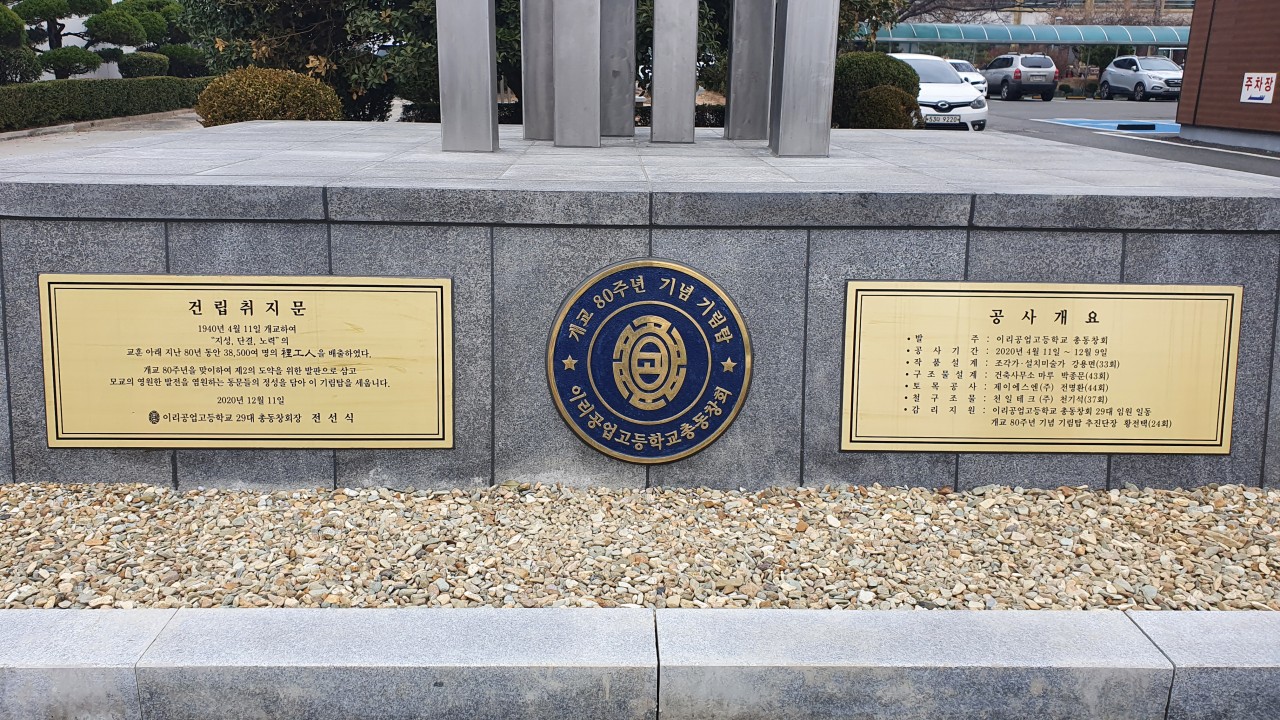 건립취지문
1940년 4월 11일 개교하여
"지성, 단결, 노력"의
교훈 아래 지난 80년 동안 38,500여 명의 裡工人을 배출하였다.
개교 80주년을 맞이하여 제2의 도약을 위한 발판으로 삼고
모교의 영원한 발전을 염원하는 동문들의 정성을 담아 이 기림탑을 세웁니다.
2020년 12월 11일
이리공업고등학교 29대 총동창회장 전선식
개교 80주년 기념 기림탑
고
이리공업고등학교총동창회
공사개요
• 발주 : 이리공업고등학교 총동창회
• 공사기간 : 2020년 4월 11일 ~ 12월 9일
• 작품설계 : 조각가·설치미술가 강용면(33회)
• 구조물설계 : 건축사무소 마루 박종문(43회)
• 토목공사 : 제이에스엔(주) 전명환(44회)
• 철구조물 : 천일테크(주) 천기식(37회)
• 감리지원 : 이리공업고등학교 총동창회 29대 임원 일동
개교 80주년 기념 기림탑 추진단장 황전택(24회)
주차장
53오 9220